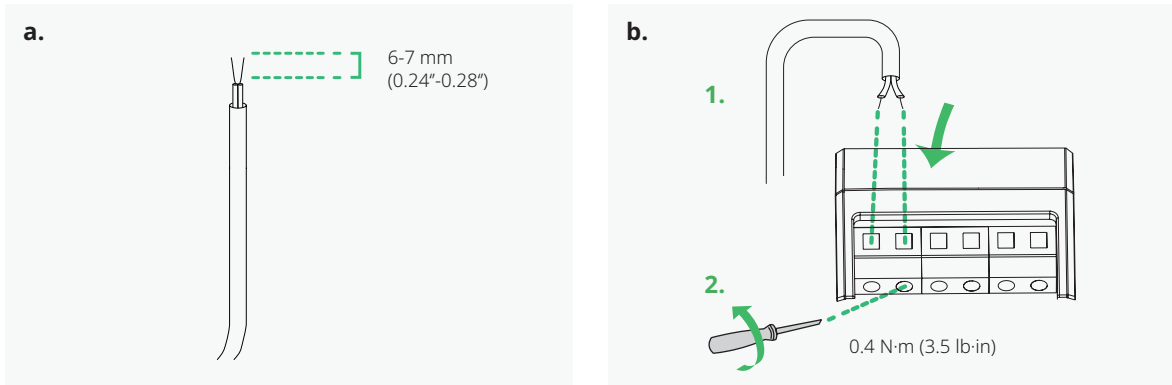 a.
6-7 mm
(0.24”-0.28”)
b.
1.
2.
0.4 N·m (3.5 lb·in)